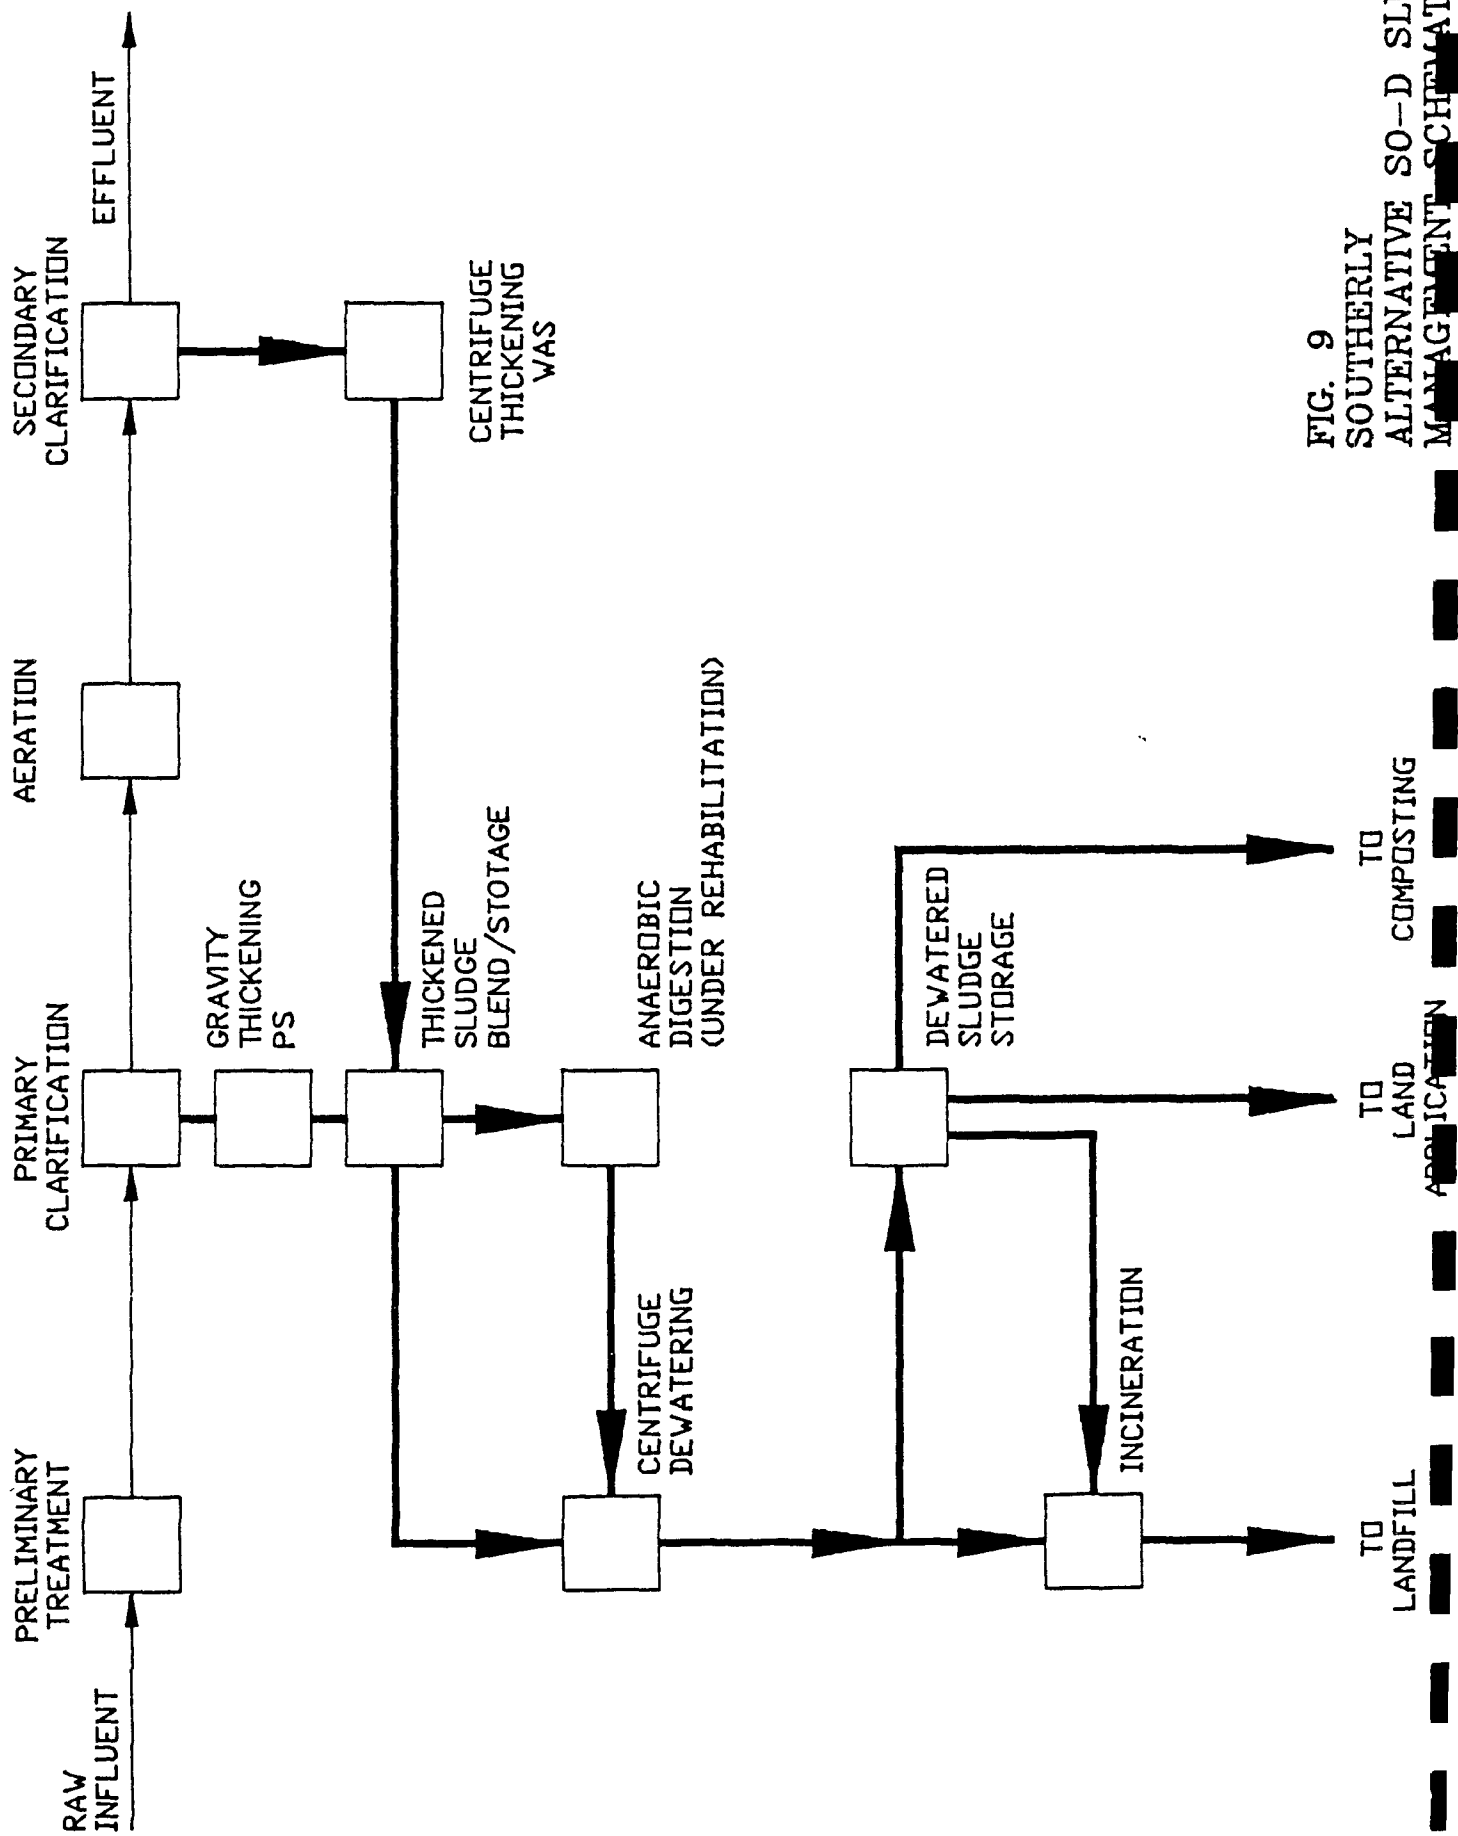 RAW
INFLUENT
PRELIMINARY
TREATMENT
PRIMARY
CLARIFICATION
AERATION
SECONDARY
CLARIFICATION
EFFLUENT
GRAVITY
THICKENING
PS
THICKENED
SLUDGE
BLEND/STOTAGE
CENTRIFUGE
THICKENING
WAS
ANAEROBIC
DIGESTION
(UNDER REHABILITATION)
CENTRIFUGE
DEWATERING
DEWATERED
SLUDGE
STORAGE
INCINERATION
TO
LANDFILL
TO
LAND
APPLICATION
TO
COMPOSTING
FIG. 9
SOUTHERLY
ALTERNATIVE SO-D
MANAGEMENT